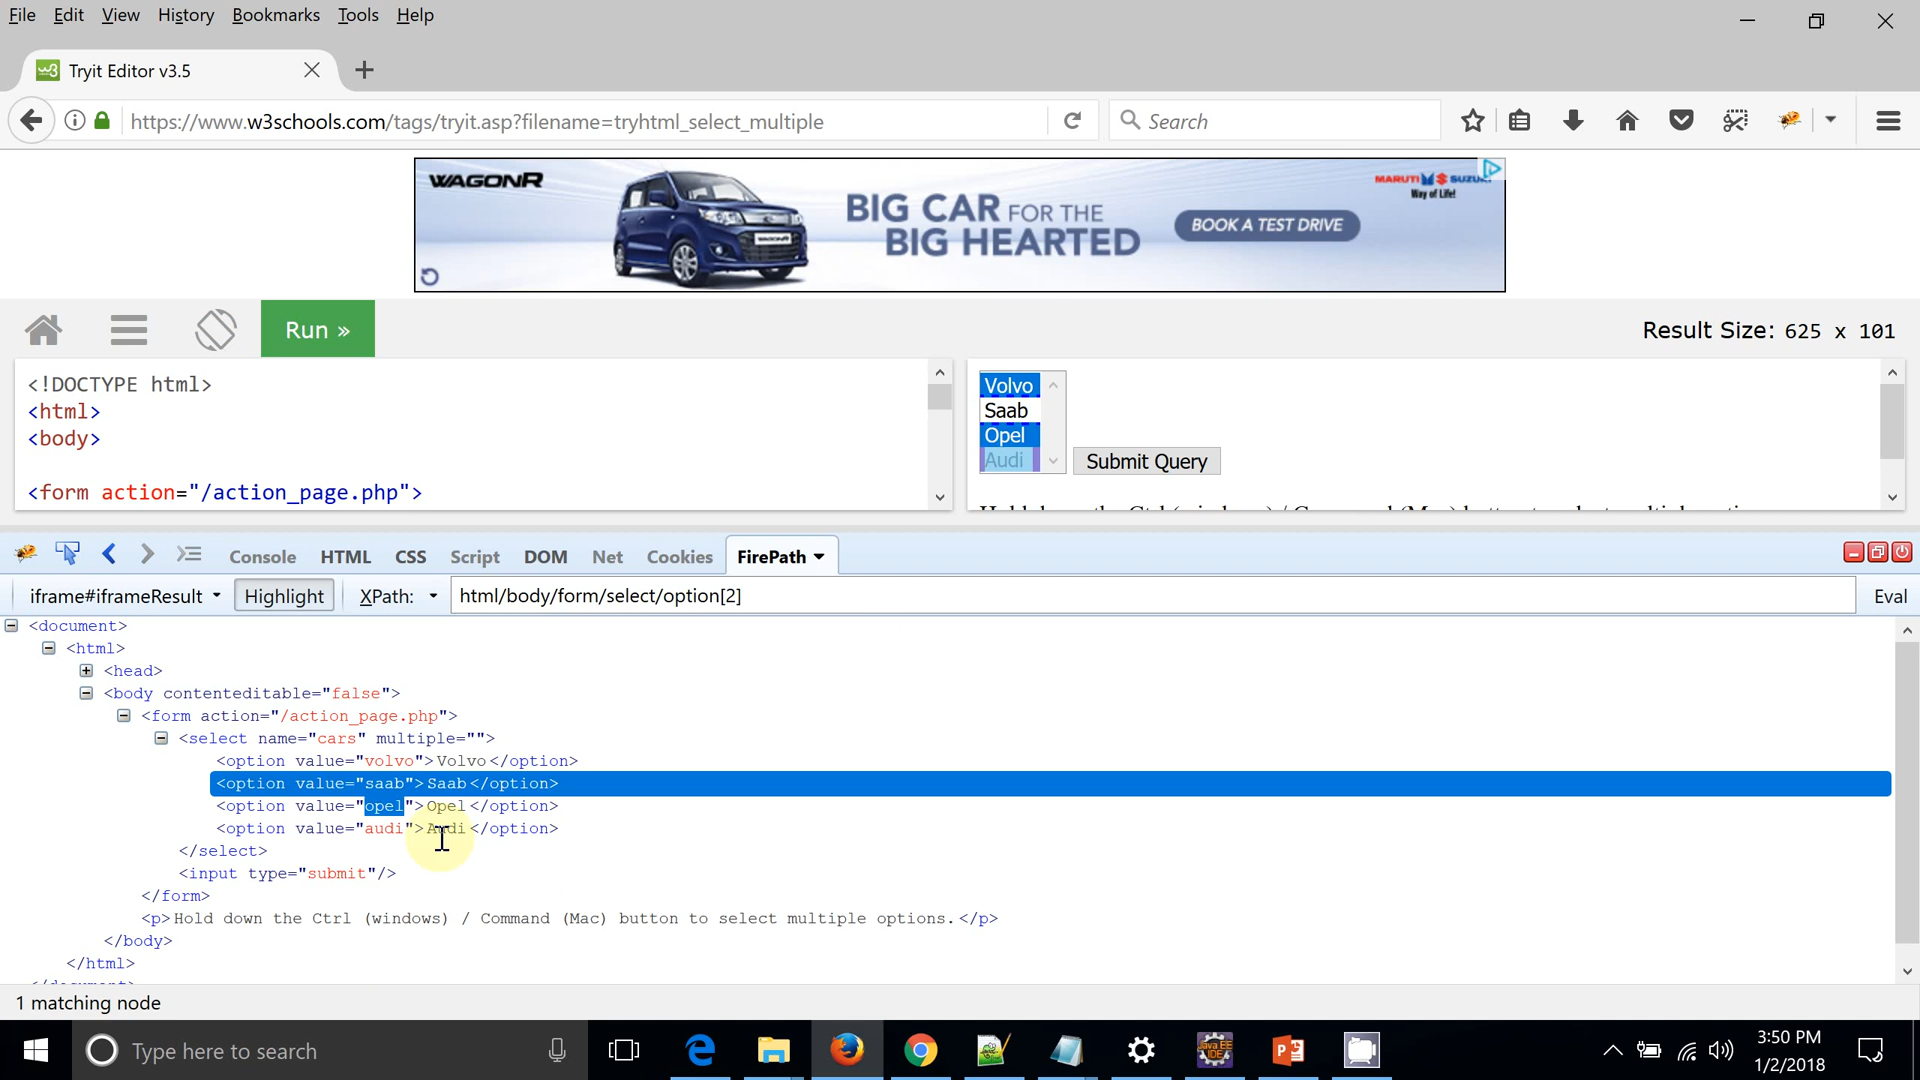 File Edit View History Bookmarks Tools Help
Tryit Editor v3.5
https://www.w3schools.com/tags/tryit.asp?filename=tryhtml_select_multiple
Search
WAGONR
BIG CAR FOR THE
BIG HEARTED
BOOK A TEST DRIVE
MARUTI SUZUKI
Way of Life!
Run »
Result Size: 625 x 101
<!DOCTYPE html>
<html>
<body>
<form action="/action_page.php">
Volvo
Saab
Opel
Audi
Submit Query
Console HTML CSS Script DOM Net Cookies FirePath
iframe#iframeResult Highlight XPath: html/body/form/select/option[2] Eval
<document>
<html>
<head>
<body contenteditable="false">
<form action="/action_page.php">
<select name="cars" multiple="">
<option value="volvo">Volvo</option>
<option value="saab">Saab</option>
<option value="opel">Opel</option>
<option value="audi">Audi</option>
</select>
<input type="submit"/>
</form>
<p>Hold down the Ctrl (windows) / Command (Mac) button to select multiple options.</p>
</body>
</html>
1 matching node
Type here to search
Java EE
IDE
3:50 PM
1/2/2018